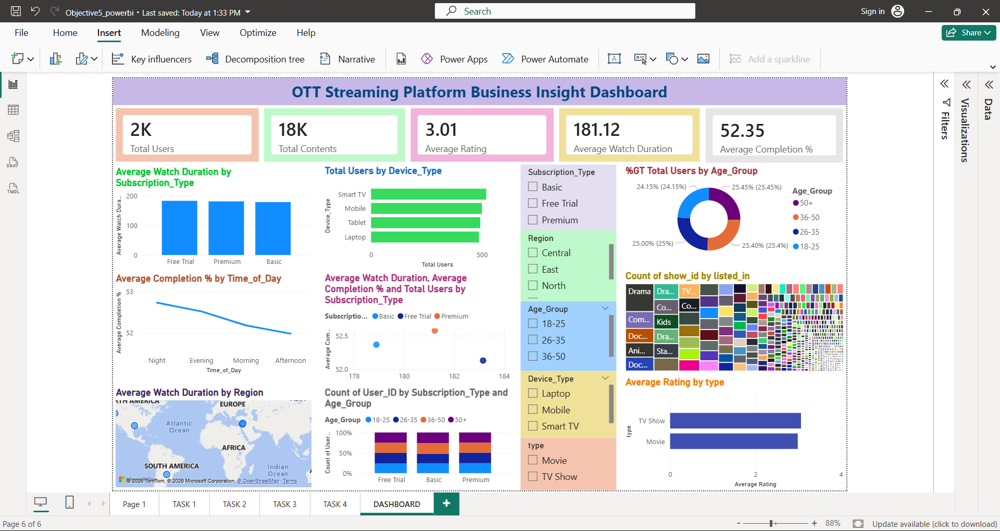 Objective5_powerbi • Last saved: Today at 1:33 PM
Search
Sign in
File
Home
Insert
Modeling
View
Optimize
Help
Share
Key influencers
Decomposition tree
Narrative
Power Apps
Power Automate
Add a sparkline
DAX
TMDL
OTT Streaming Platform Business Insight Dashboard
2K
Total Users
18K
Total Contents
3.01
Average Rating
181.12
Average Watch Duration
52.35
Average Completion %
Average Watch Duration by
Subscription_Type
Average Watch Dura...
200
100
0
Free Trial
Premium
Basic
Total Users by Device_Type
Device_Type
Smart TV
Mobile
Tablet
Laptop
0
500
Total Users
Average Completion % by Time_of_Day
Average Completion %
53
52
Night
Evening
Morning
Afternoon
Time_of_Day
Average Watch Duration, Average
Completion % and Total Users by
Subscription_Type
Subscriptio...
Basic
Free Trial
Premium
Average Com...
52.5
52.0
178
180
182
184
Average Watch Duration by Region
EUROPE
Atlantic
Ocean
AFRICA
SOUTH AMERICA
Indian
Ocean
© 2026 TomTom, © 2026 Microsoft Corporation, © OpenStreetMap Terms
Count of User_ID by Subscription_Type and
Age_Group
Age_Group
18-25
26-35
36-50
50+
Count of User...
100%
50%
0%
Free Trial
Basic
Premium
Subscription_Type
Basic
Free Trial
Premium
Region
Central
East
North
Age_Group
18-25
26-35
36-50
Device_Type
Laptop
Mobile
Smart TV
type
Movie
TV Show
%GT Total Users by Age_Group
24.15% (24.15%)
25.45% (25.45%)
25.00% (25%)
25.40% (25.4%)
Age_Group
50+
36-50
26-35
18-25
Count of show_id by listed_in
Drama
Dra...
TV...
Co...
Co...
Com...
Kids
Doc...
Dra...
Ani...
Sta...
Doc...
Average Rating by type
type
TV Show
Movie
0
2
4
Average Rating
Filters
Visualizations
Data
Page 1
TASK 1
TASK 2
TASK 3
TASK 4
DASHBOARD
Page 6 of 6
- + 88%
Update available (click to download)